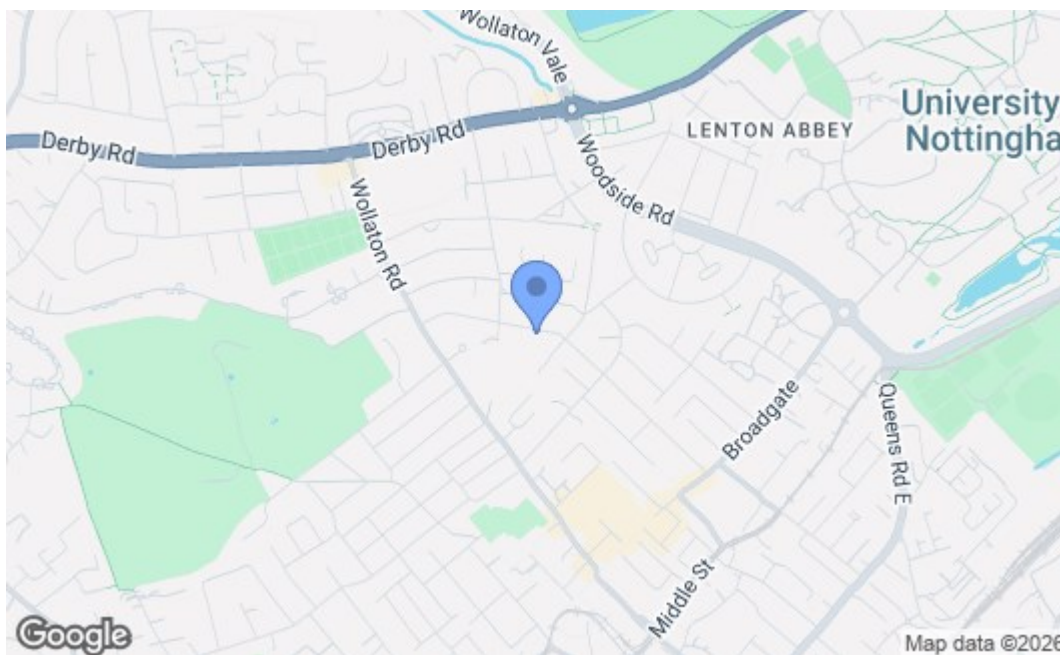 Wollaton Vale
University
Nottingha
Derby Rd
Derby Rd
LENTON ABBEY
Woodside Rd
Wollaton Rd
Broadgate
Queens Rd E
Middle St
Google
Map data ©2026